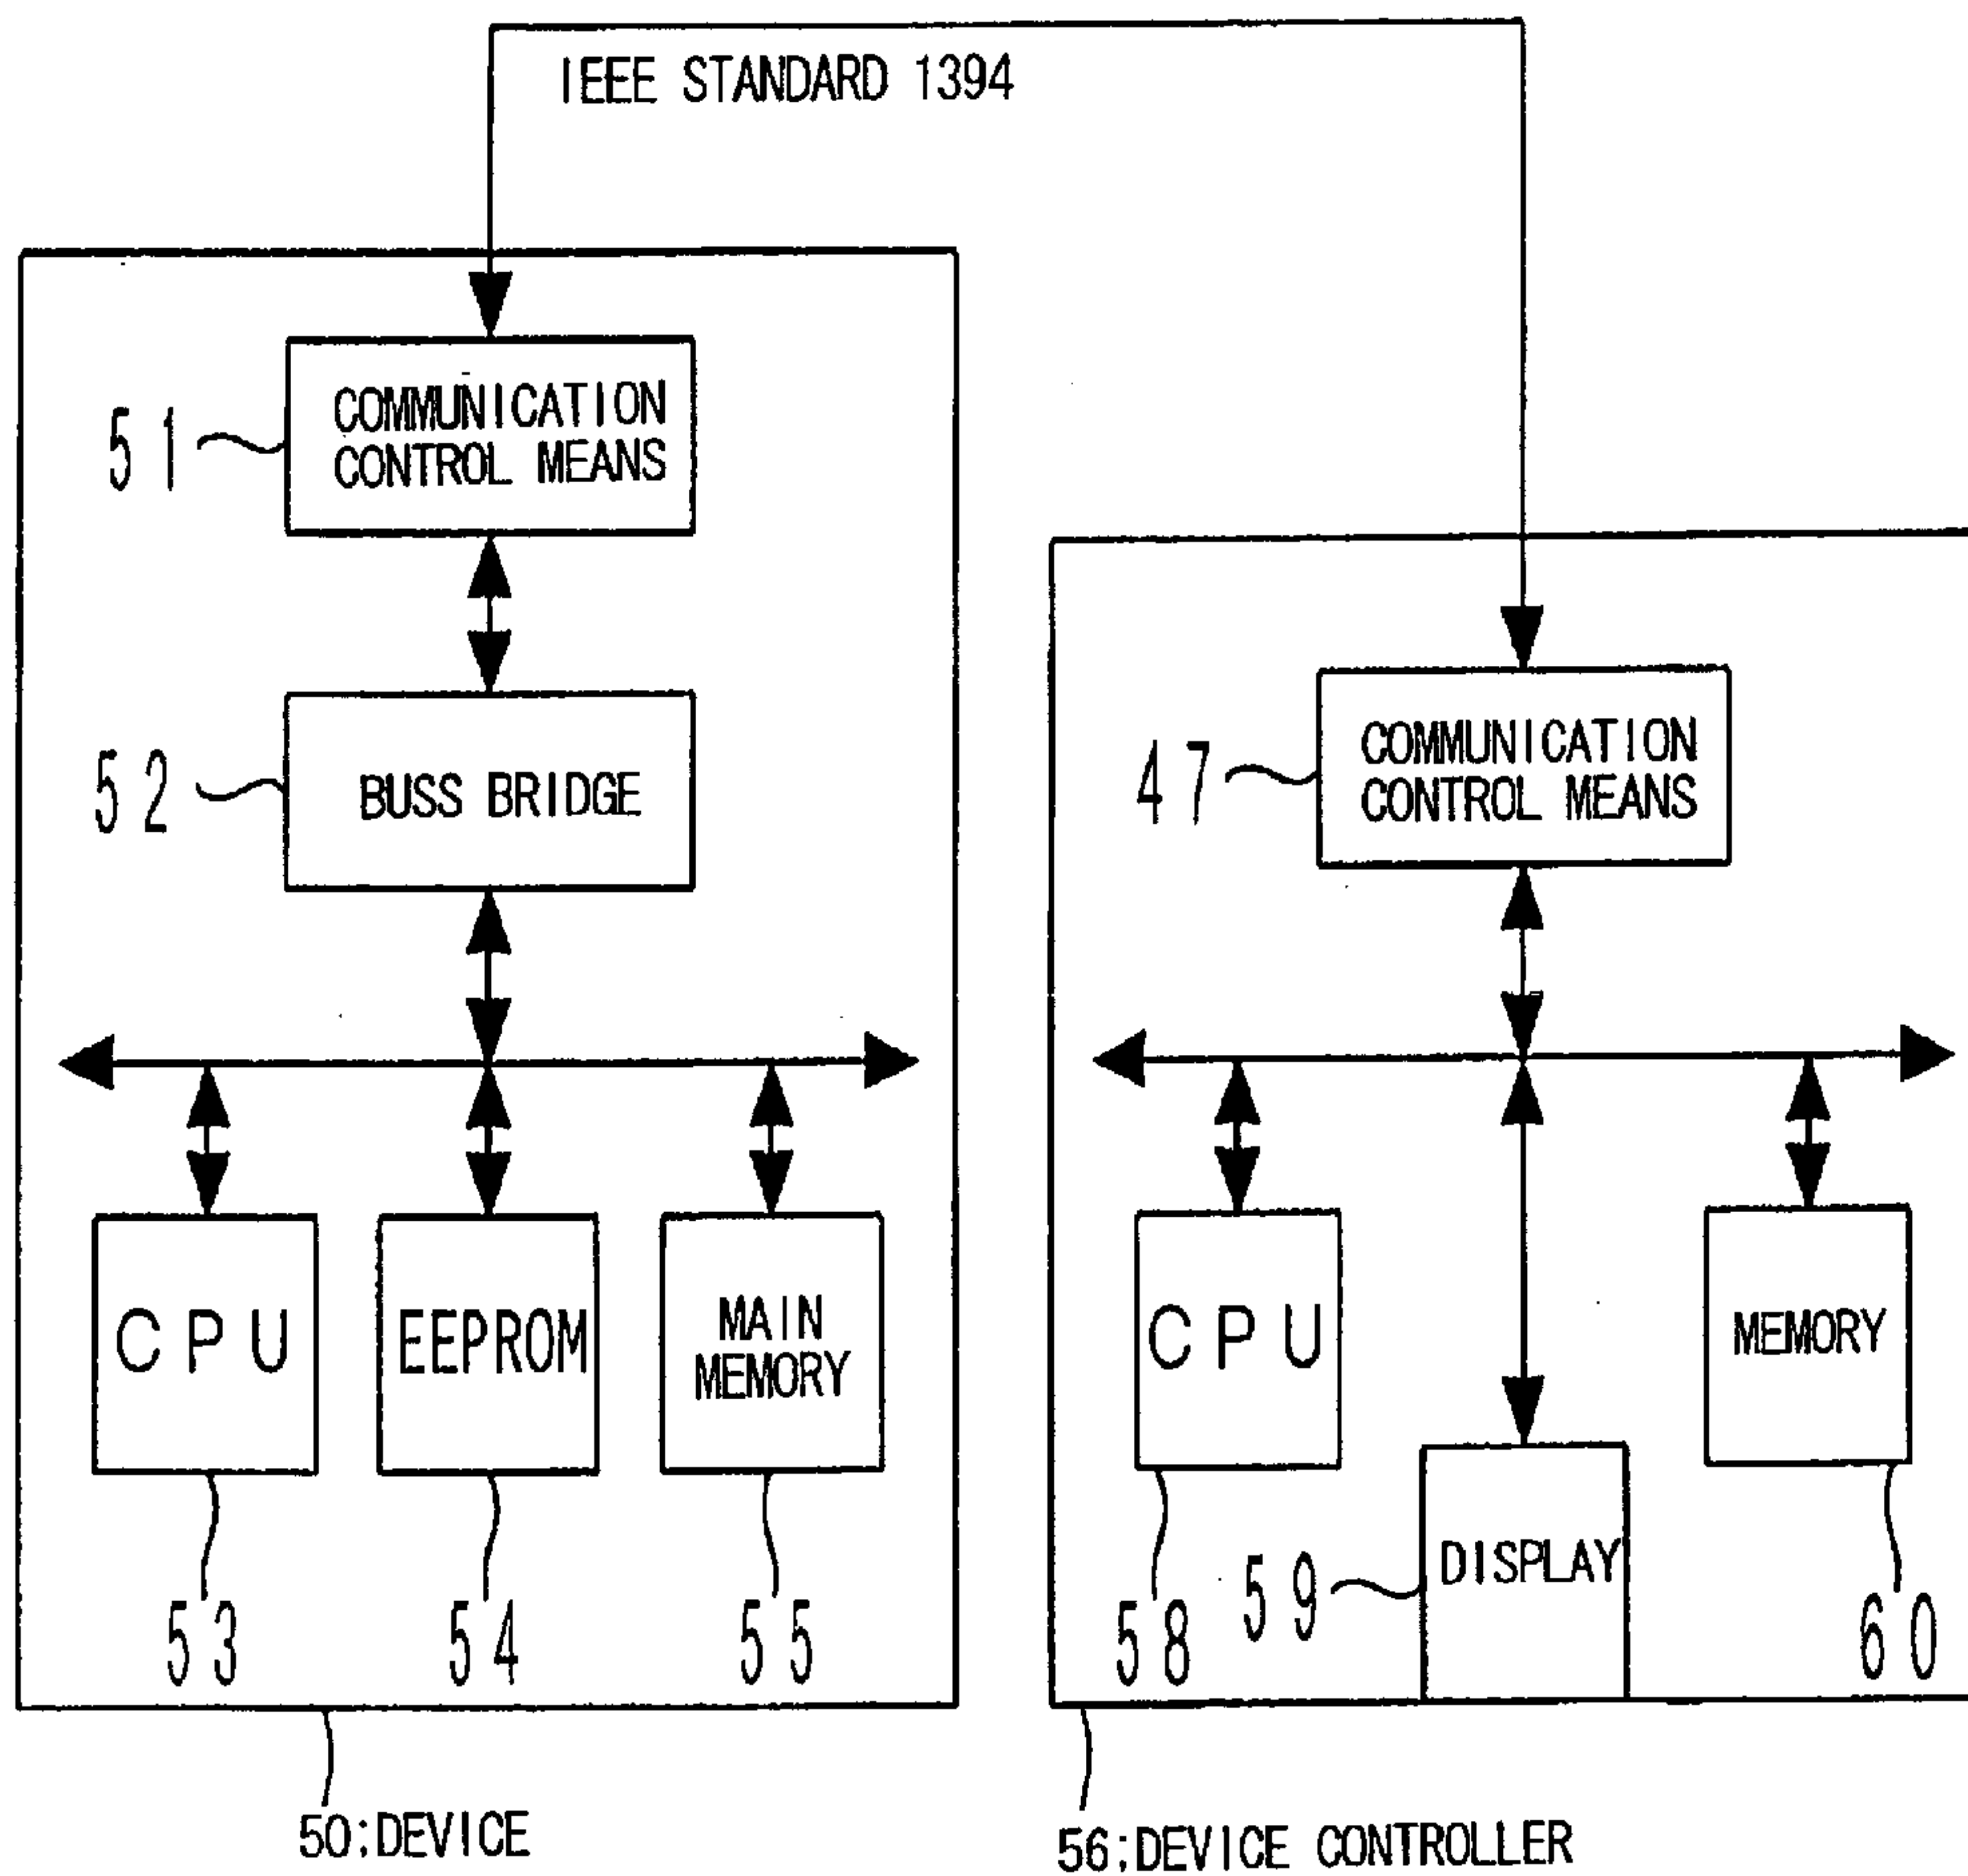 IEEE STANDARD 1394
51
COMMUNICATION
CONTROL MEANS
52
BUSS BRIDGE
CPU
EEPROM
MAIN
MEMORY
53
54
55
50;DEVICE
47
COMMUNICATION
CONTROL MEANS
CPU
MEMORY
DISPLAY
58
59
60
56;DEVICE CONTROLLER